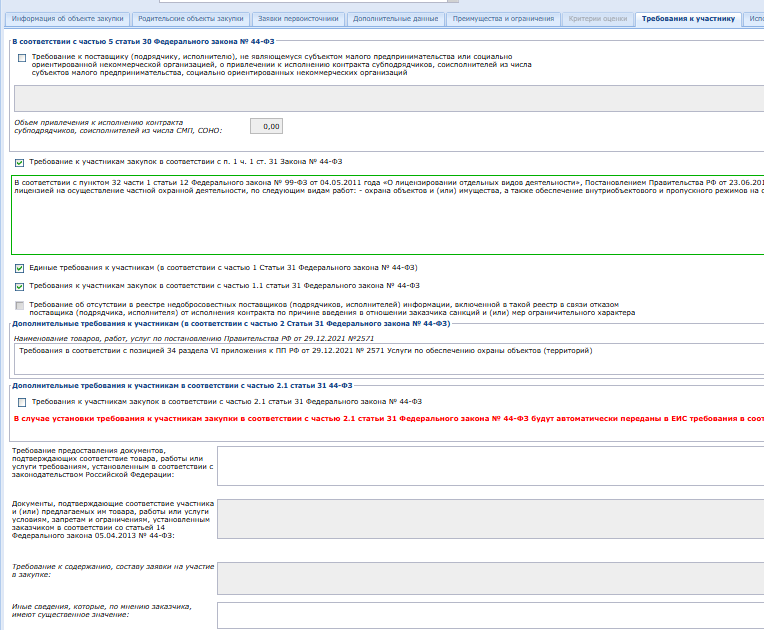 Информация об объекте закупки
Родительские объекты закупки
Заявки первоисточники
Дополнительные данные
Преимущества и ограничения
Критерии оценки
Требования к участнику
В соответствии с частью 5 статьи 30 Федерального закона № 44-ФЗ
Требование к поставщику (подрядчику, исполнителю), не являющемуся субъектом малого предпринимательства или социально
ориентированной некоммерческой организацией, о привлечении к исполнению контракта субподрядчиков, соисполнителей из числа
субъектов малого предпринимательства, социально ориентированных некоммерческих организаций
Объем привлечения к исполнению контракта
субподрядчиков, соисполнителей из числа СМП, СОНО:
0,00
Требование к участникам закупок в соответствии с п. 1 ч. 1 ст. 31 Закона № 44-ФЗ
В соответствии с пунктом 32 части 1 статьи 12 Федерального закона № 99-ФЗ от 04.05.2011 года «О лицензировании отдельных видов деятельности», Постановлением Правительства РФ от 23.06.201
лицензией на осуществление частной охранной деятельности, по следующим видам работ: - охрана объектов и (или) имущества, а также обеспечение внутриобъектового и пропускного режимов на о
Единые требования к участникам (в соответствии с частью 1 Статьи 31 Федерального закона № 44-ФЗ)
Требования к участникам закупок в соответствии с частью 1.1 статьи 31 Федерального закона № 44-ФЗ
Требование об отсутствии в реестре недобросовестных поставщиков (подрядчиков, исполнителей) информации, включенной в такой реестр в связи отказом
поставщика (подрядчика, исполнителя) от исполнения контракта по причине введения в отношении заказчика санкций и (или) мер ограничительного характера
Дополнительные требования к участникам (в соответствии с частью 2 Статьи 31 Федерального закона № 44-ФЗ)
Наименование товаров, работ, услуг по постановлению Правительства РФ от 29.12.2021 №2571
Требования в соответствии с позицией 34 раздела VI приложения к ПП РФ от 29.12.2021 № 2571 Услуги по обеспечению охраны объектов (территорий)
Дополнительные требования к участникам в соответствии с частью 2.1 статьи 31 44-ФЗ
Требования к участникам закупок в соответствии с частью 2.1 статьи 31 Федерального закона № 44-ФЗ
В случае установки требования к участникам закупки в соответствии с частью 2.1 статьи 31 Федерального закона № 44-ФЗ будут автоматически переданы в ЕИС требования в соот
Требование предоставления документов,
подтверждающих соответствие товара, работы или
услуги требованиям, установленным в соответствии с
законодательством Российской Федерации:
Документы, подтверждающие соответствие участника
и (или) предлагаемых им товара, работы или услуги
условиям, запретам и ограничениям, установленным
заказчиком в соответствии со статьей 14
Федерального закона 05.04.2013 № 44-ФЗ:
Требование к содержанию, составу заявки на участие
в закупке:
Иные сведения, которые, по мнению заказчика,
имеют существенное значение: